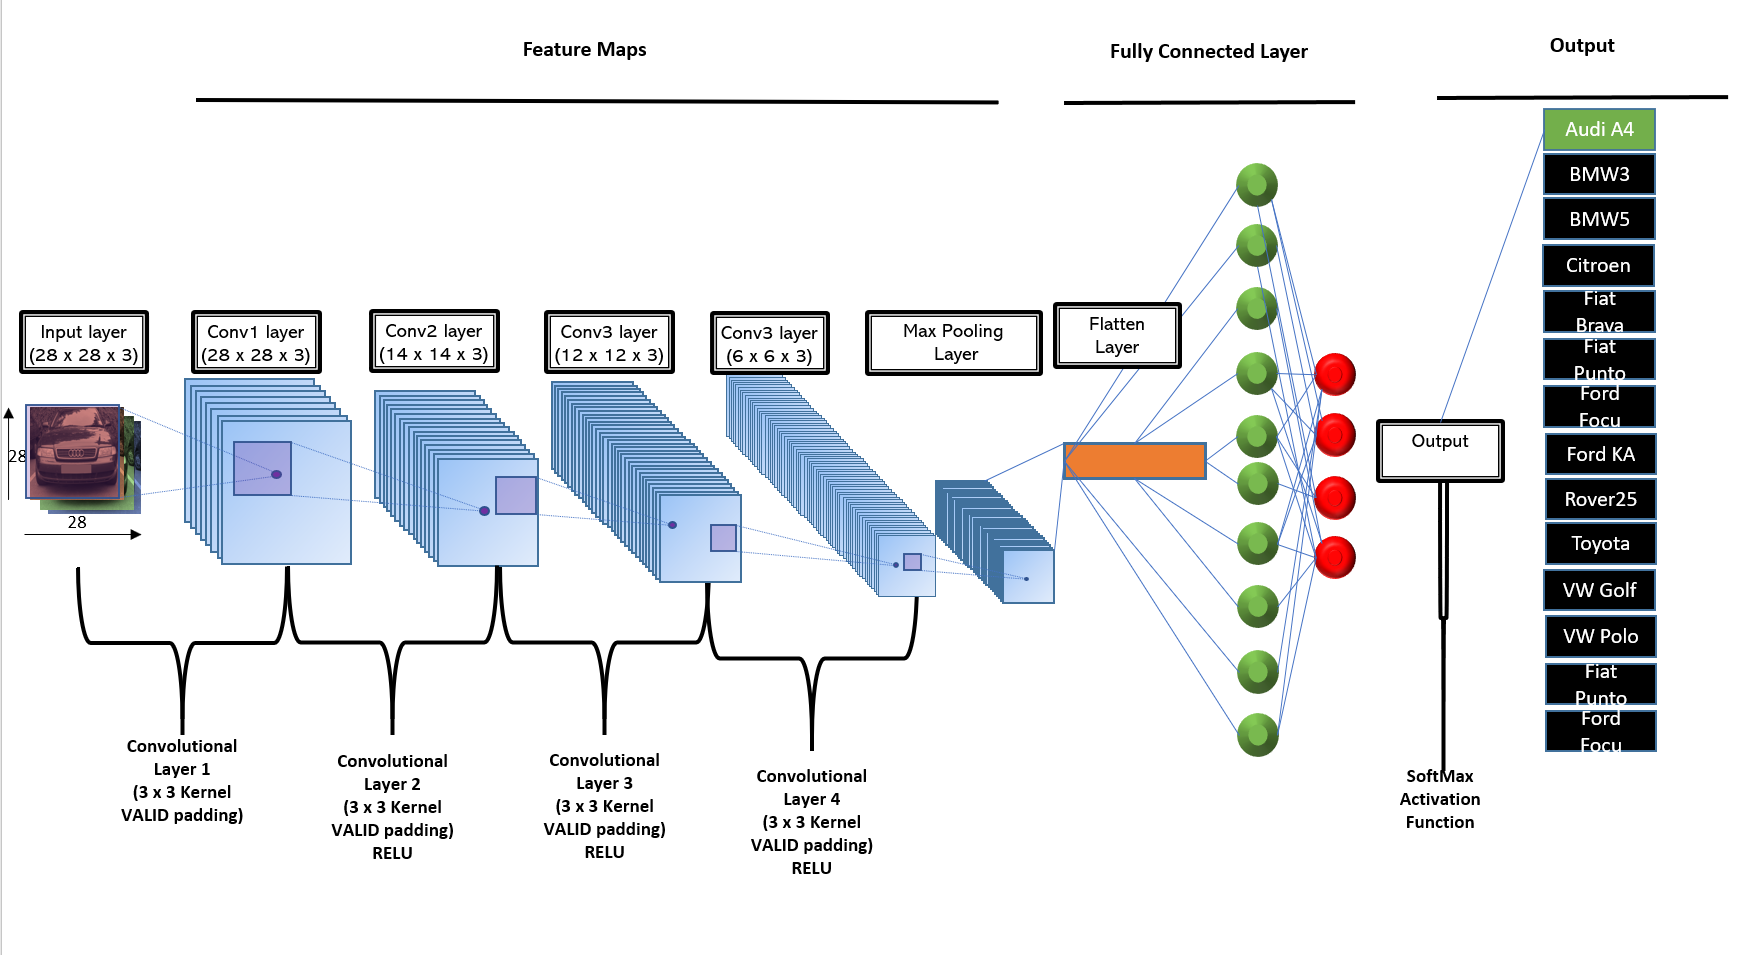 Feature Maps
Fully Connected Layer
Output
Input layer
(28 x 28 x 3)
Conv1 layer
(28 x 28 x 3)
Conv2 layer
(14 x 14 x 3)
Conv3 layer
(12 x 12 x 3)
Conv3 layer
(6 x 6 x 3)
Max Pooling
Layer
Flatten
Layer
28
28
Output
Audi A4
BMW3
BMW5
Citroen
Fiat
Brava
Fiat
Punto
Ford
Focu
Ford KA
Rover25
Toyota
VW Golf
VW Polo
Fiat
Punto
Ford
Focu
Convolutional
Layer 1
(3 x 3 Kernel
VALID padding)
Convolutional
Layer 2
(3 x 3 Kernel
VALID padding)
RELU
Convolutional
Layer 3
(3 x 3 Kernel
VALID padding)
RELU
Convolutional
Layer 4
(3 x 3 Kernel
VALID padding)
RELU
SoftMax
Activation
Function